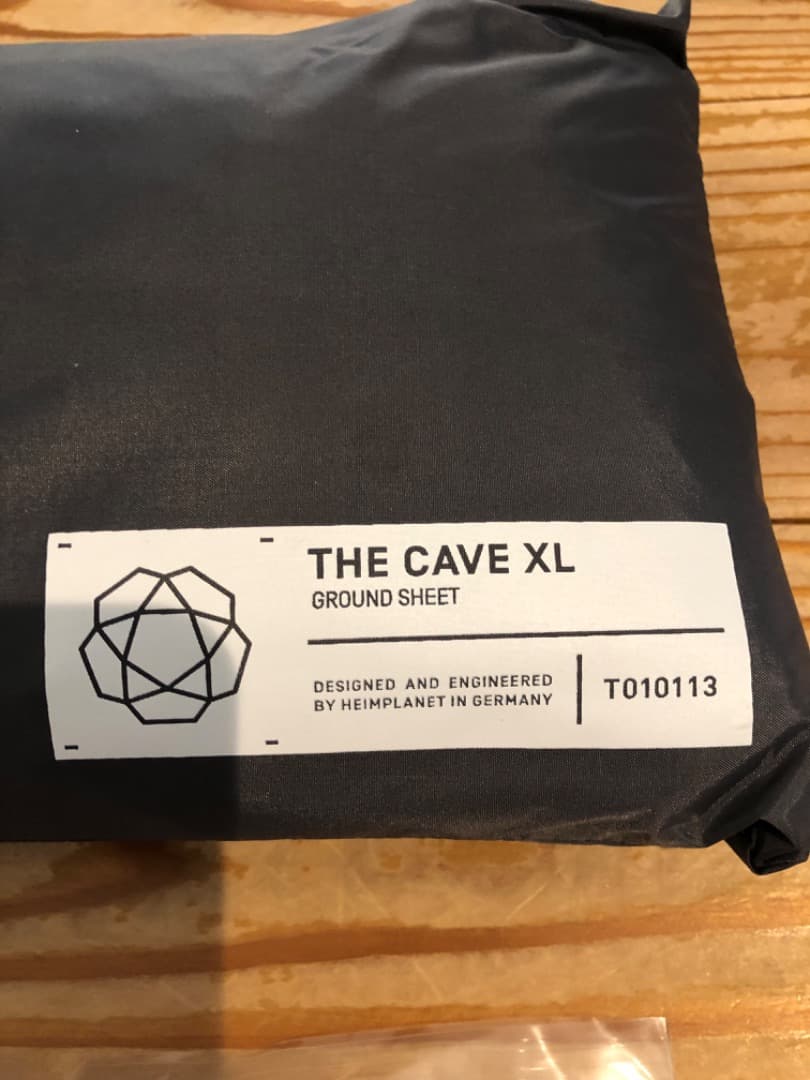 THE CAVE XL
GROUND SHEET
DESIGNED AND ENGINEERED
BY HEIMPLANET IN GERMANY
T010113